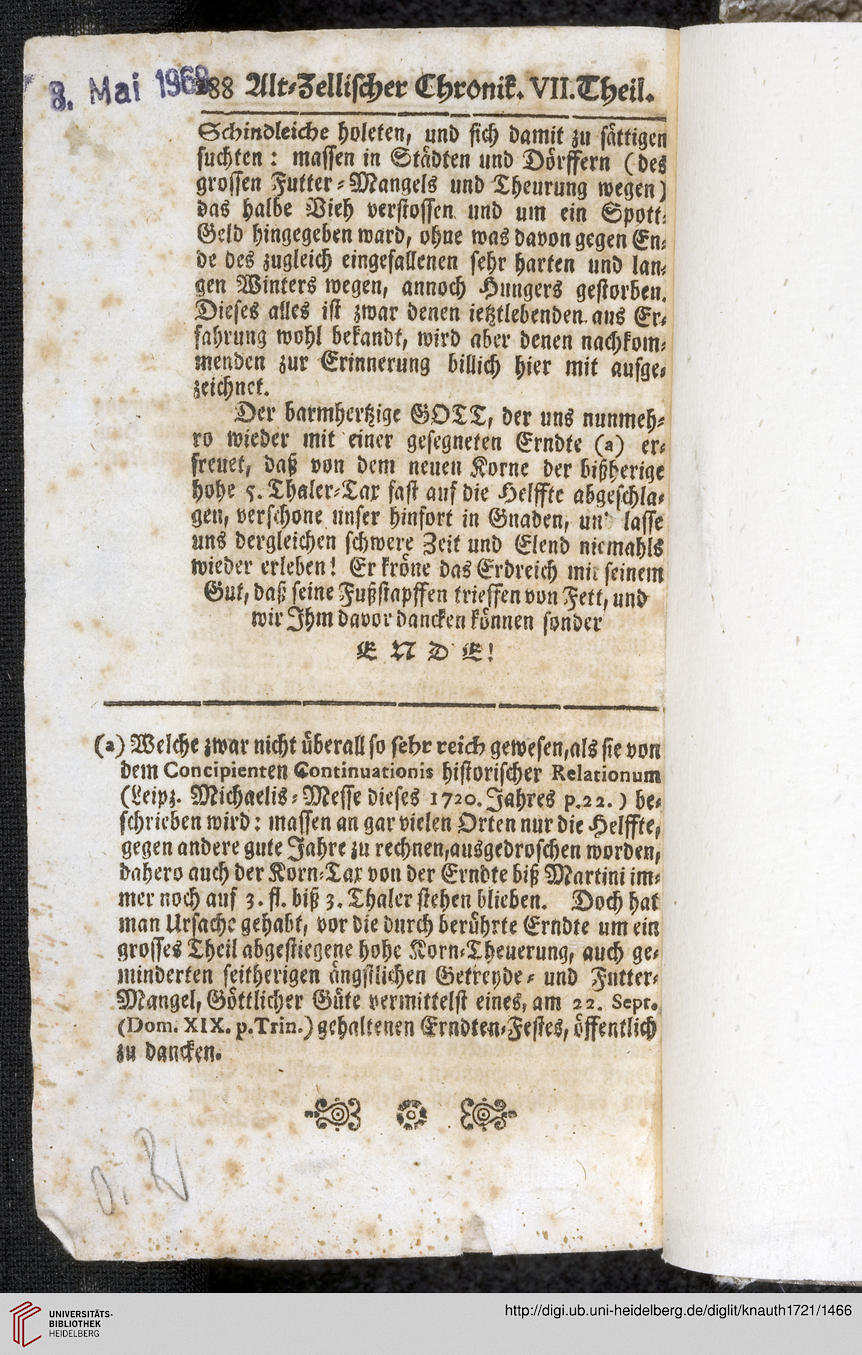 8. Mai 1968
88 Alt-Zellischer Chronik. VII. Theil.
Schindleiche holeten, und sich damit zu sättigen
suchten: massen in Städten und Dörffern (des
grossen Futter-Mangels und Theurung wegen)
das halbe Vieh verstossen und um ein Spott-
Geld hingegeben ward, ohne was davon gegen En-
de des zugleich eingefallenen sehr harten und lan-
gen Winters wegen, annoch Hungers gestorben.
Dieses alles ist zwar denen ietztlebenden aus Er-
fahrung wohl bekandt, wird aber denen nachkom-
menden zur Erinnerung billich hier mit aufge-
zeichnet.
Der barmhertzige GOTT, der uns nunmeh-
ro wieder mit einer gesegneten Erndte (a) er-
freuet, daß von dem neuen Korne der bißherige
hohe 5. Thaler-Tax fast auf die Helffte abgeschla-
gen, verschone unser hinfort in Gnaden, un' lasse
uns dergleichen schwere Zeit und Elend niemahls
wieder erleben! Er kröne das Erdreich mit seinem
Gut, daß seine Fußstapffen trieffen von Fett, und
wir Ihm davor dancken können sonder
ENDE!
(a) Welche zwar nicht überall so sehr reich gewesen, als sie von
dem Concipienten Continuationis historischer Relationum
(Leipz. Michaelis-Messe dieses 1720. Jahres p. 22.) be-
schrieben wird: massen an gar vielen Orten nur die Helffte,
gegen andere gute Jahre zu rechnen, ausgedroschen worden,
dahero auch der Korn-Tax von der Erndte biß Martini im-
mer noch auf 3. fl. biß 3. Thaler stehen blieben. Doch hat
man Ursache gehabt, vor die durch berührte Erndte um ein
grosses Theil abgestiegene hohe Korn-Theuerung, auch ge-
minderten seitherigen ängstlichen Getreyde- und Futter-
Mangel, Göttlicher Güte vermittelst eines, am 22. Sept.
(Dom. XIX. p. Trin.) gehaltenen Erndten-Festes, öffentlich
zu dancken.
UNIVERSITÄTS-
BIBLIOTHEK
HEIDELBERG
http://digi.ub.uni-heidelberg.de/diglit/knauth1721/1466